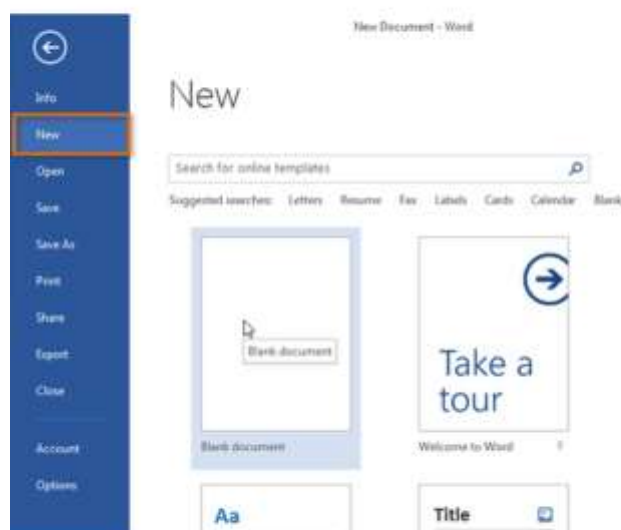 New Document - Word
Info
New
Open
Save
Save As
Print
Share
Export
Close
Account
Options
New
Search for online templates
Suggested searches: Letters Resume Fax Labels Cards Calendar Blank
Blank document
Blank document
Take a
tour
Welcome to Word
Aa
Title